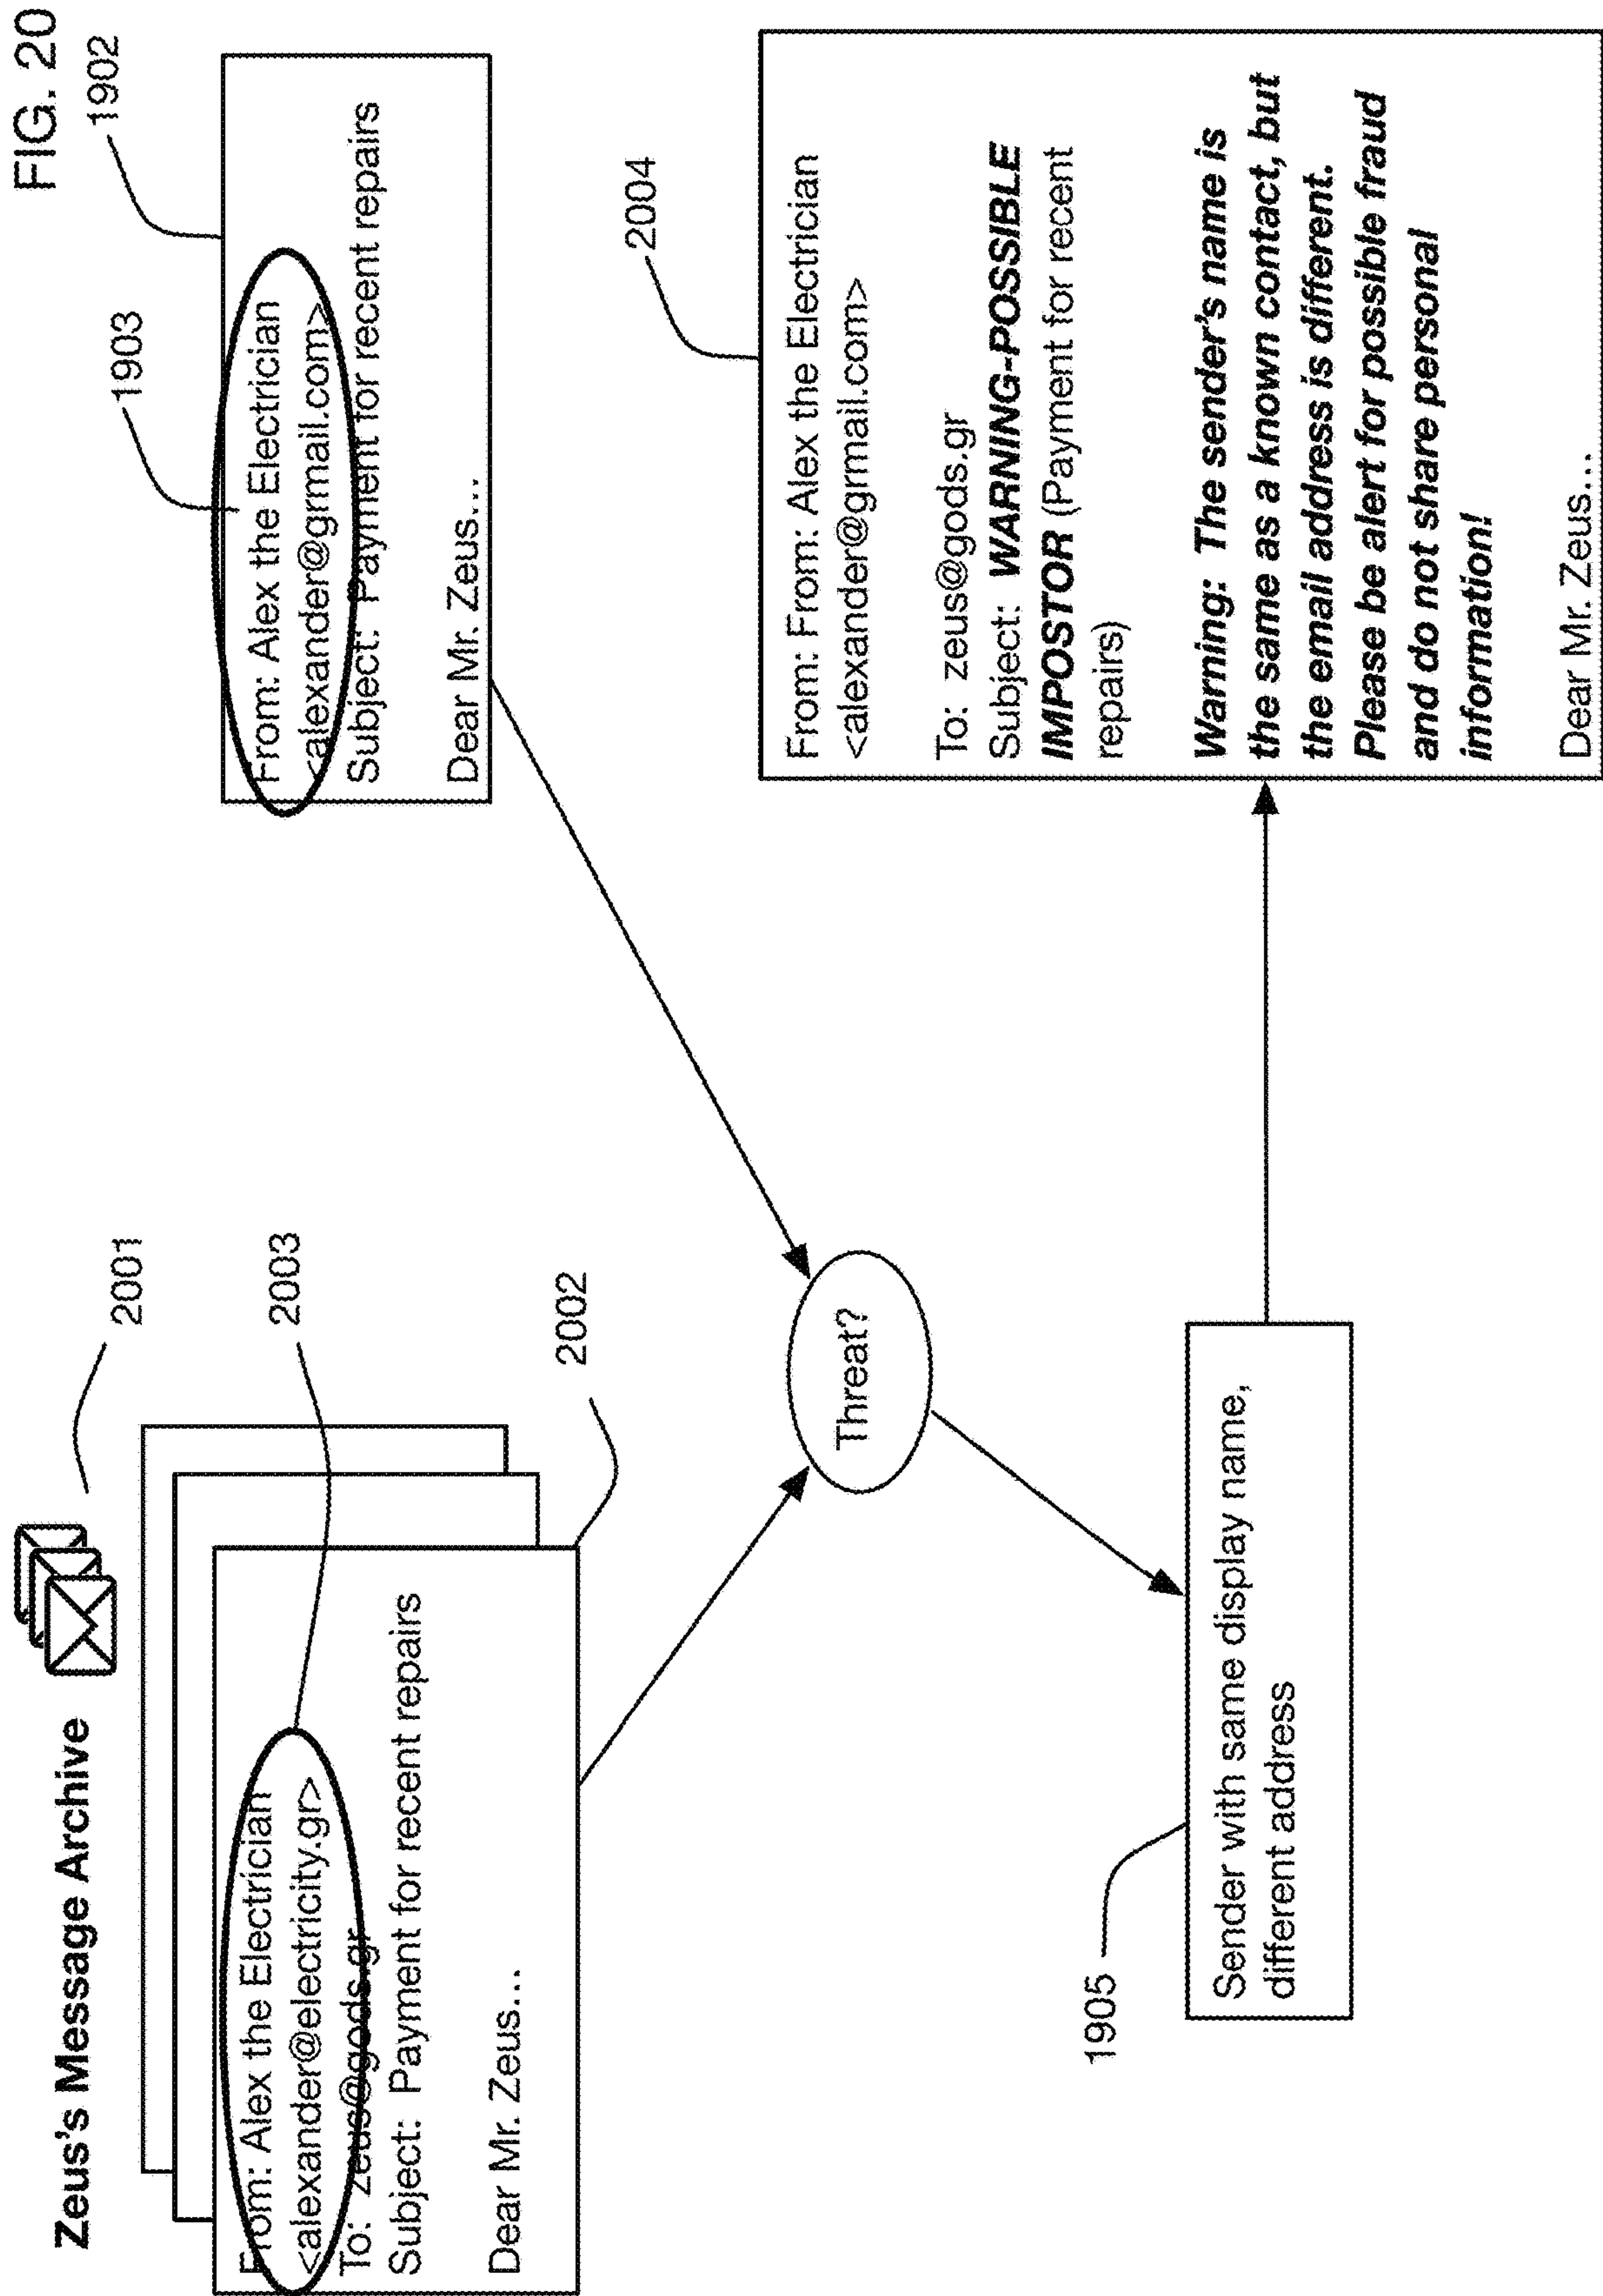 FIG. 20
Zeus's Message Archive
2001
From: Alex the Electrician
<alexander@electricity.gr>
To: zeus@gods.gr
Subject: Payment for recent repairs
Dear Mr. Zeus...
2003
2002
1902
1903
From: Alex the Electrician
<alexander@grmail.com>
Subject: Payment for recent repairs
Dear Mr. Zeus...
Threat?
1905
Sender with same display name,
different address
2004
From: From: Alex the Electrician
<alexander@grmail.com>
To: zeus@gods.gr
Subject: WARNING-POSSIBLE
IMPOSTOR (Payment for recent
repairs)
Warning: The sender's name is
the same as a known contact, but
the email address is different.
Please be alert for possible fraud
and do not share personal
information!
Dear Mr. Zeus...